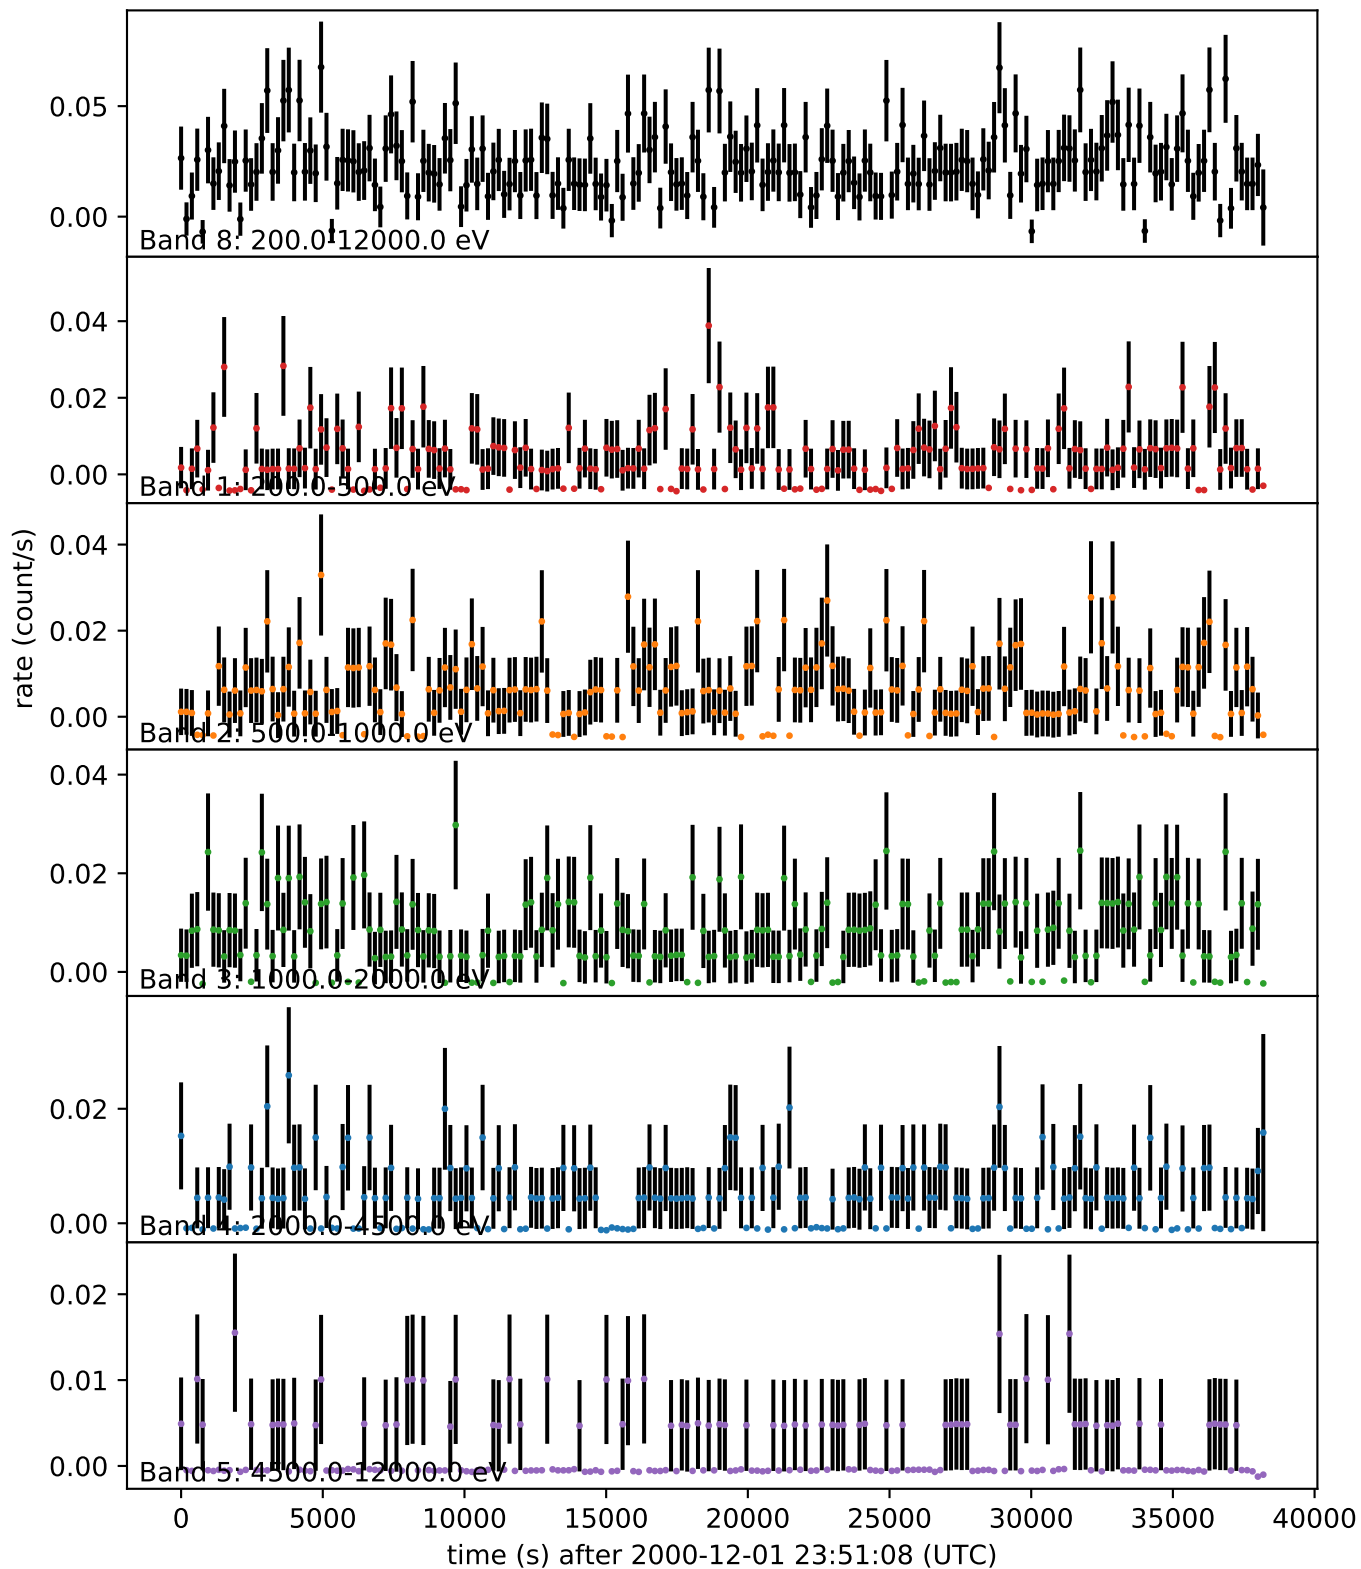 0.05
0.00
Band 8: 200.0-12000.0 eV
0.04
0.02
0.00
Band 1: 200.0-500.0 eV
rate (count/s)
0.04
0.02
0.00
Band 2: 500.0-1000.0 eV
0.04
0.02
0.00
Band 3: 1000.0-2000.0 eV
0.02
0.00
Band 4: 2000.0-4500.0 eV
0.02
0.01
0.00
Band 5: 4500.0-12000.0 eV
0 5000 10000 15000 20000 25000 30000 35000 40000
time (s) after 2000-12-01 23:51:08 (UTC)